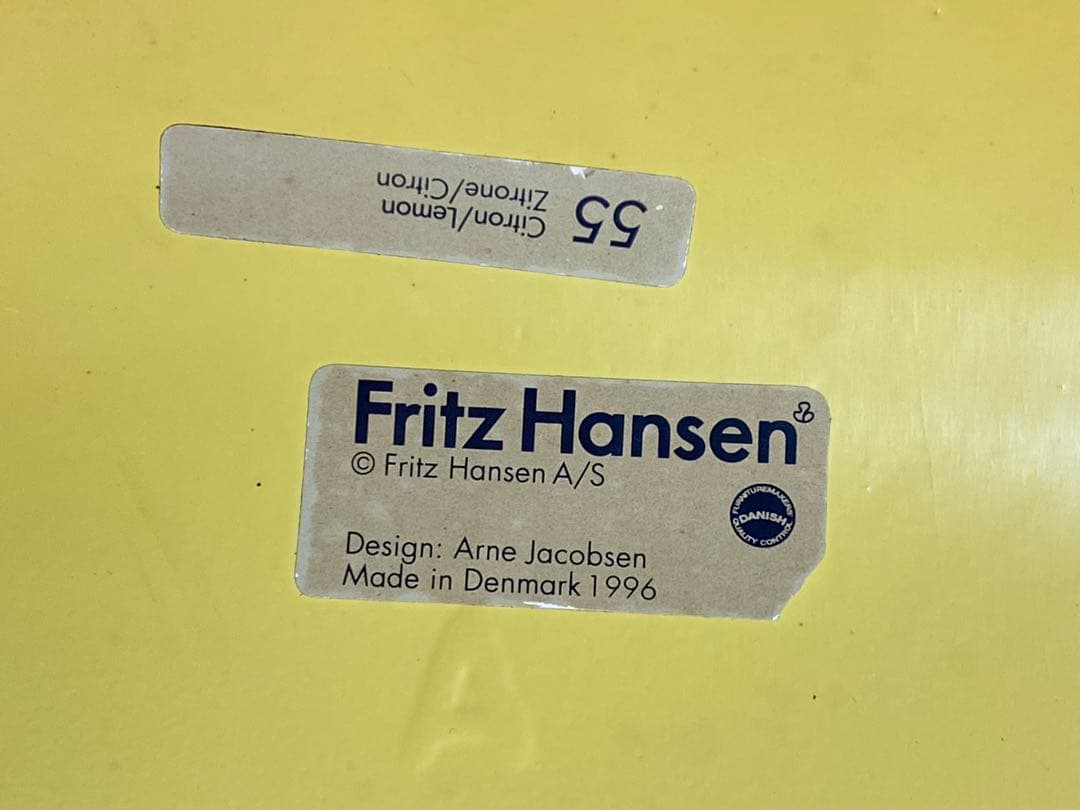 55
Citron/Lemon
Zitrone/Citron
Fritz Hansen
© Fritz Hansen A/S
FURNITUREMAKERS'
DANISH
QUALITY CONTROL
Design: Arne Jacobsen
Made in Denmark 1996